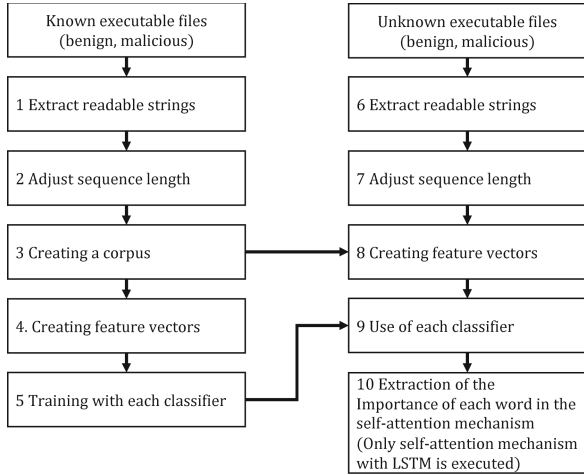 Known executable files
(benign, malicious)
1 Extract readable strings
2 Adjust sequence length
3 Creating a corpus
4. Creating feature vectors
5 Training with each classifier
Unknown executable files
(benign, malicious)
6 Extract readable strings
7 Adjust sequence length
8 Creating feature vectors
9 Use of each classifier
10 Extraction of the
Importance of each word in the
self-attention mechanism
(Only self-attention mechanism
with LSTM is executed)